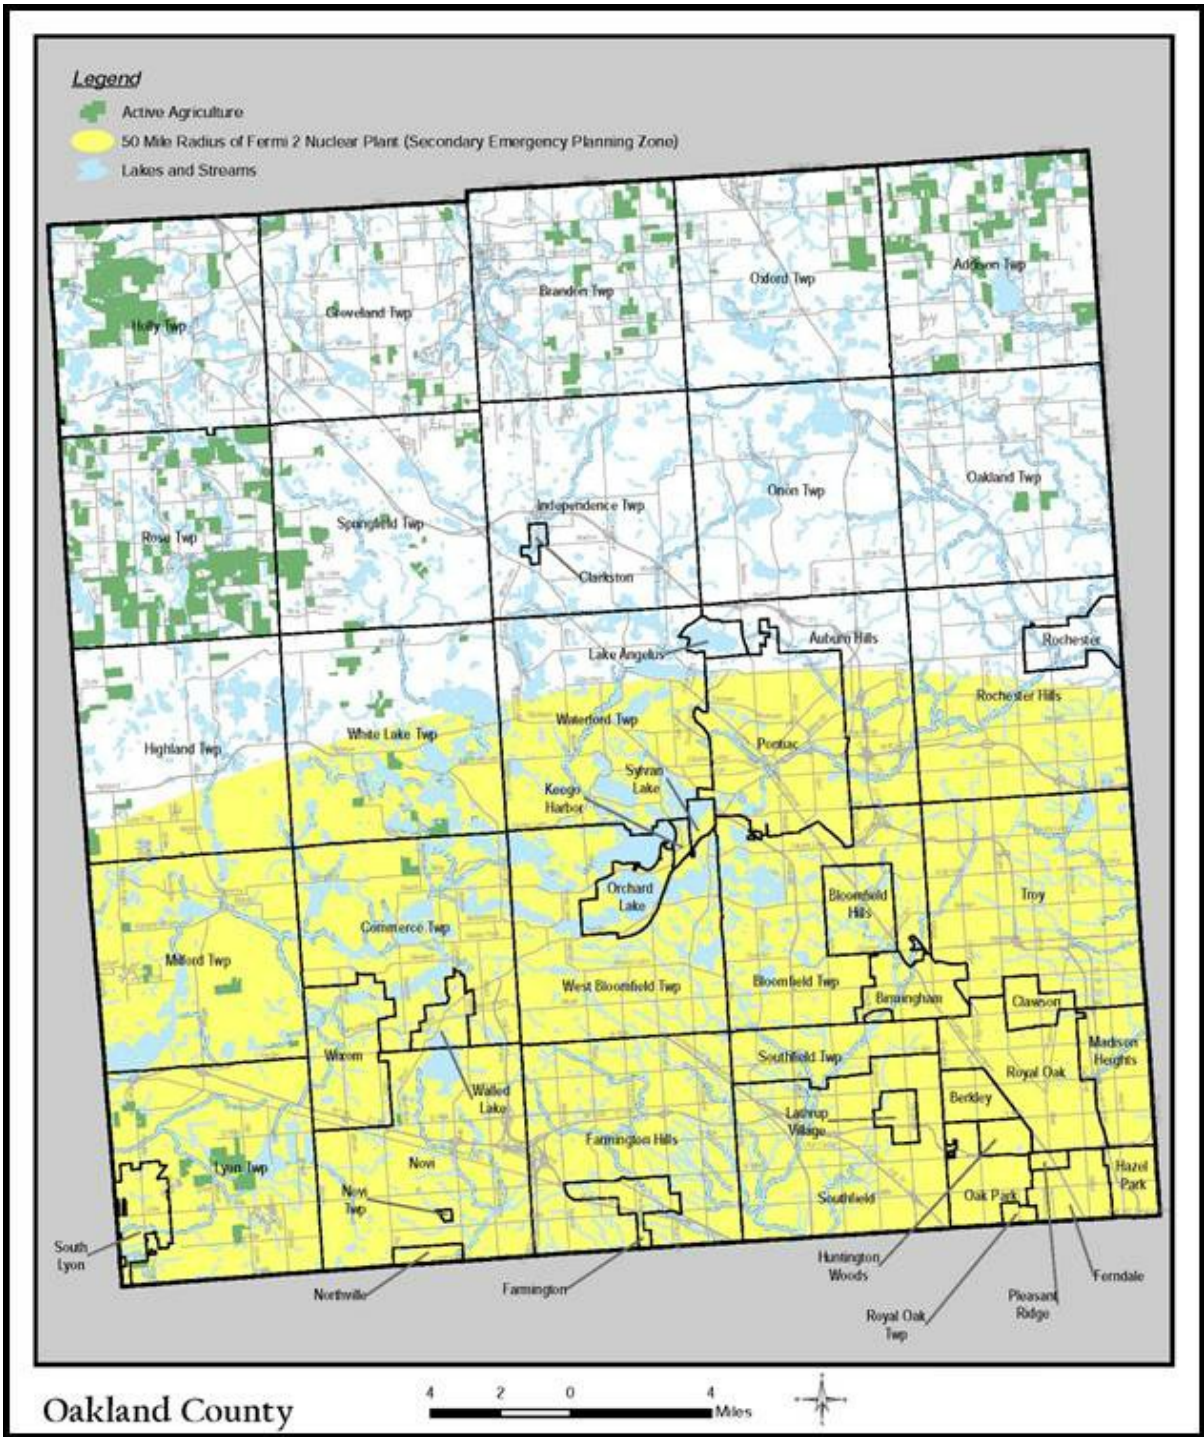 Legend
Active Agriculture
50 Mile Radius of Fermi 2 Nuclear Plant (Secondary Emergency Planning Zone)
Lakes and Streams
Holly Twp
Groveland Twp
Brandon Twp
Oxford Twp
Addison Twp
Rose Twp
Springfield Twp
Independence Twp
Clarkston
Orion Twp
Oakland Twp
Highland Twp
White Lake Twp
Waterford Twp
Lake Angelus
Auburn Hills
Rochester
Rochester Hills
Pontiac
Sylvan
Lake
Keego
Harbor
Orchard
Lake
Milford Twp
Commerce Twp
West Bloomfield Twp
Bloomfield Twp
Bloomfield
Hills
Troy
Birmingham
Clawson
Wixom
Walled
Lake
Southfield Twp
Royal Oak
Madison
Heights
Berkley
Lathrup
Village
Lyon Twp
Novi
Novi
Twp
Farmington Hills
Southfield
Oak Park
Hazel
Park
South
Lyon
Northville
Farmington
Huntington
Woods
Royal Oak
Twp
Pleasant
Ridge
Ferndale
Oakland County
4 2 0 4
Miles